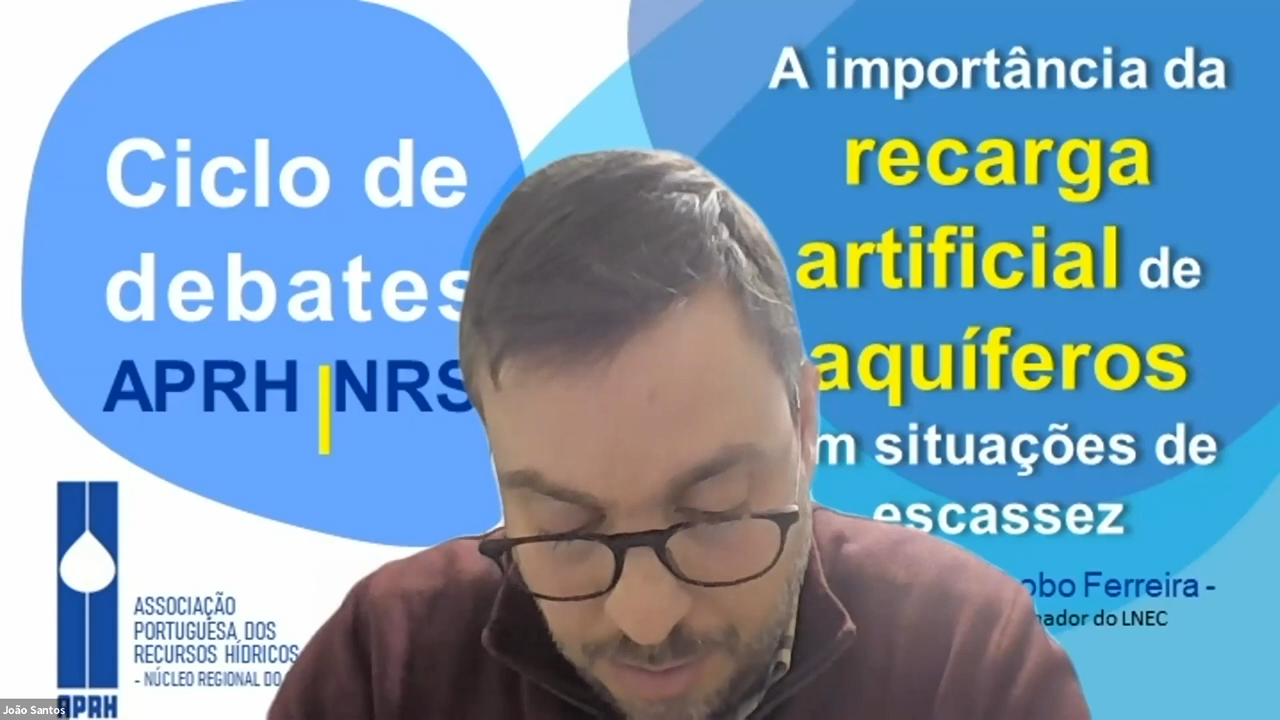 Ciclo de
debates
APRH|NRS
ASSOCIAÇÃO
PORTUGUESA DOS
RECURSOS HÍDRICOS
- NÚCLEO REGIONAL DO
APRH
João Santos
A importância da
recarga
artificial de
aquíferos
m situações de
escassez
obo Ferreira -
nador do LNEC